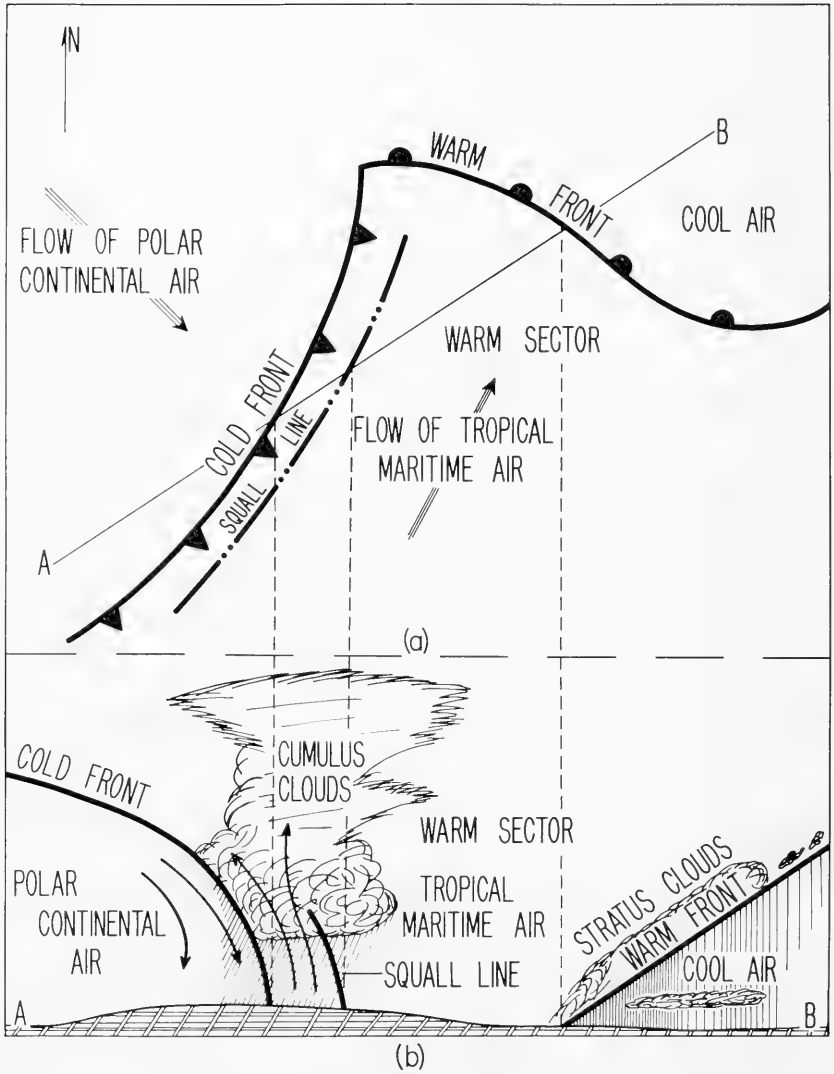 N
WARM FRONT
B
COOL AIR
FLOW OF POLAR
CONTINENTAL AIR
WARM SECTOR
COLD FRONT
SQUALL LINE
FLOW OF TROPICAL
MARITIME AIR
A
(a)
COLD FRONT
CUMULUS
CLOUDS
WARM SECTOR
POLAR
CONTINENTAL
AIR
TROPICAL
MARITIME AIR
STRATUS CLOUDS
WARM FRONT
SQUALL LINE
COOL AIR
A
B
(b)